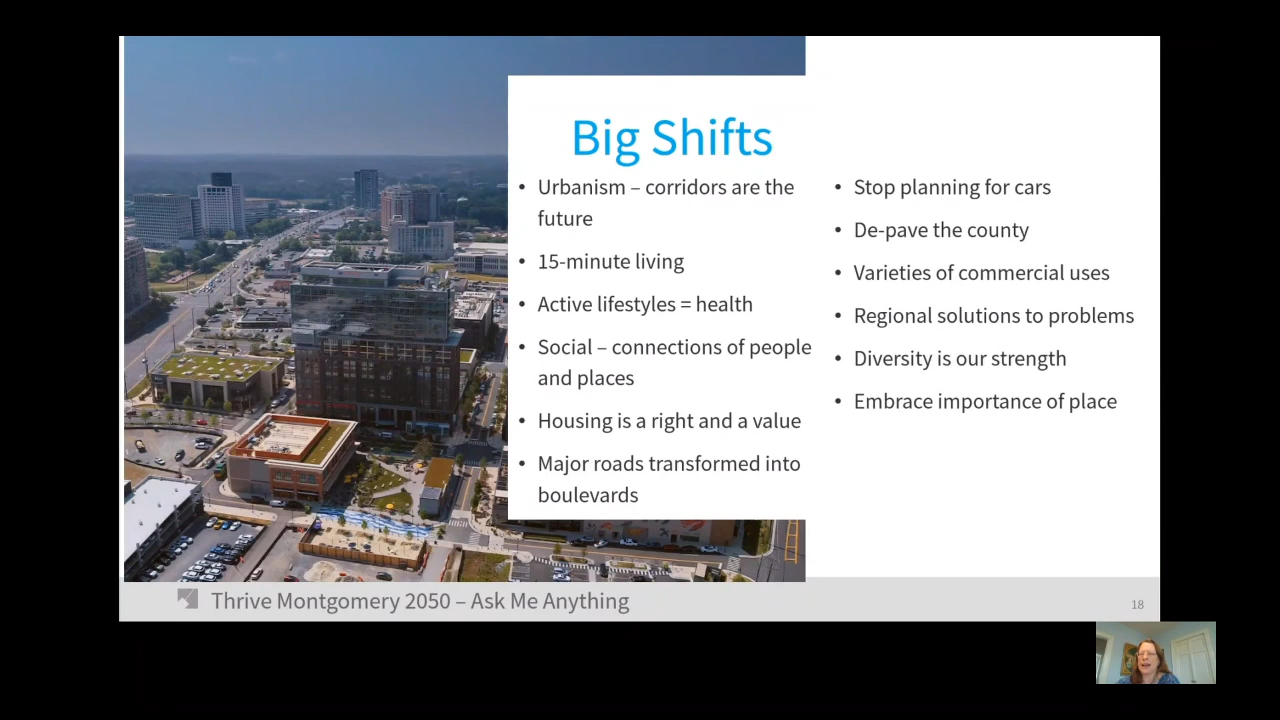 Big Shifts
• Urbanism – corridors are the
future
• 15-minute living
• Active lifestyles = health
• Social – connections of people
and places
• Housing is a right and a value
• Major roads transformed into
boulevards
• Stop planning for cars
• De-pave the county
• Varieties of commercial uses
• Regional solutions to problems
• Diversity is our strength
• Embrace importance of place
Thrive Montgomery 2050 – Ask Me Anything
18